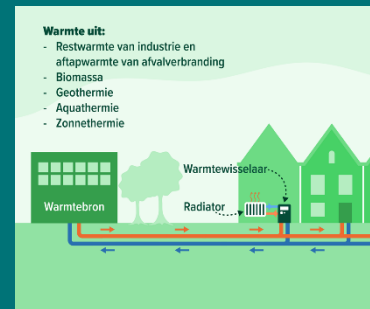 Warmte uit:
- Restwarmte van industrie en
aftapwarmte van afvalverbranding
- Biomassa
- Geothermie
- Aquathermie
- Zonnethermie
Warmtewisselaar
Warmtebron
Radiator